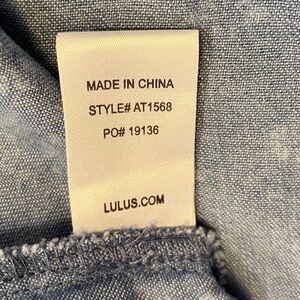 MADE IN CHINA
STYLE# AT1568
PO# 19136
LULUS.COM